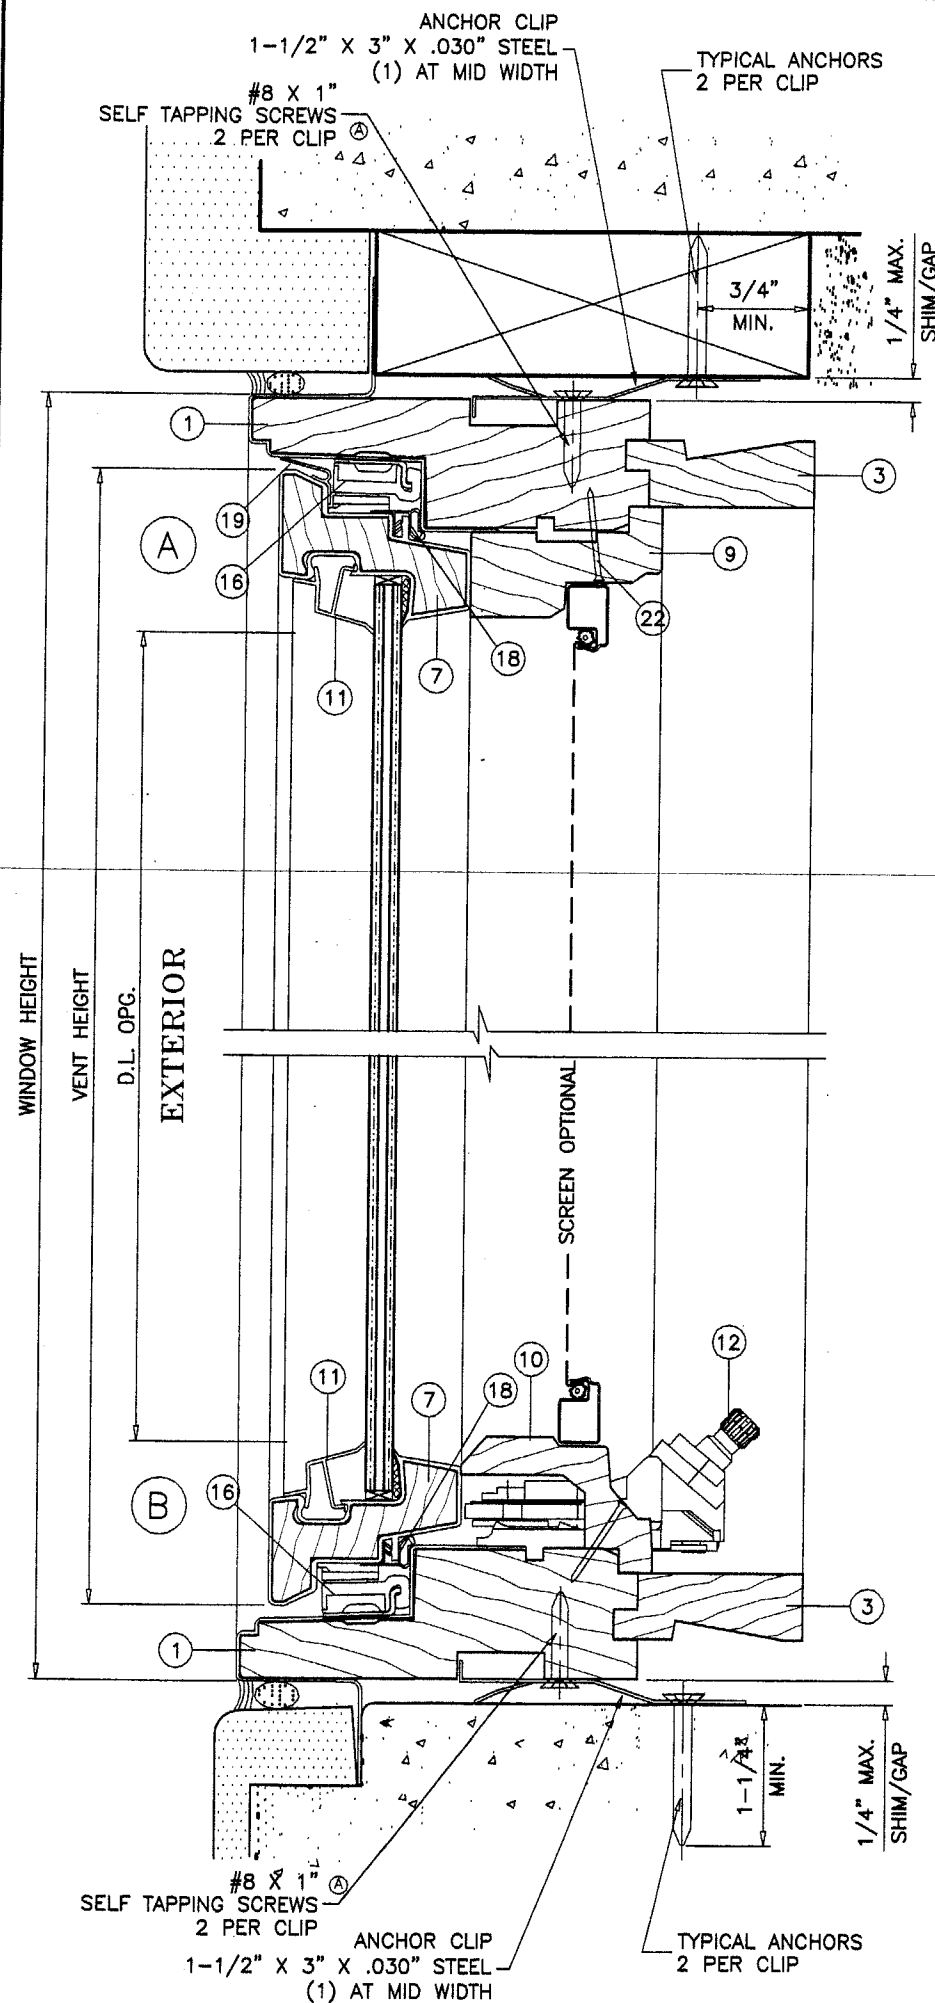 ANCHOR CLIP
1-1/2" X 3" X .030" STEEL
(1) AT MID WIDTH
TYPICAL ANCHORS
2 PER CLIP
#8 X 1"
SELF TAPPING SCREWS
2 PER CLIP
A
3/4"
MIN.
1/4" MAX.
SHIM/GAP
1
3
19
A
9
16
22
18
7
11
WINDOW HEIGHT
VENT HEIGHT
D.L. OPG.
EXTERIOR
SCREEN OPTIONAL
12
10
11
7
18
16
B
3
1
1-1/4"
MIN.
1/4" MAX.
SHIM/GAP
#8 X 1"
SELF TAPPING SCREWS
2 PER CLIP
A
ANCHOR CLIP
1-1/2" X 3" X .030" STEEL
(1) AT MID WIDTH
TYPICAL ANCHORS
2 PER CLIP